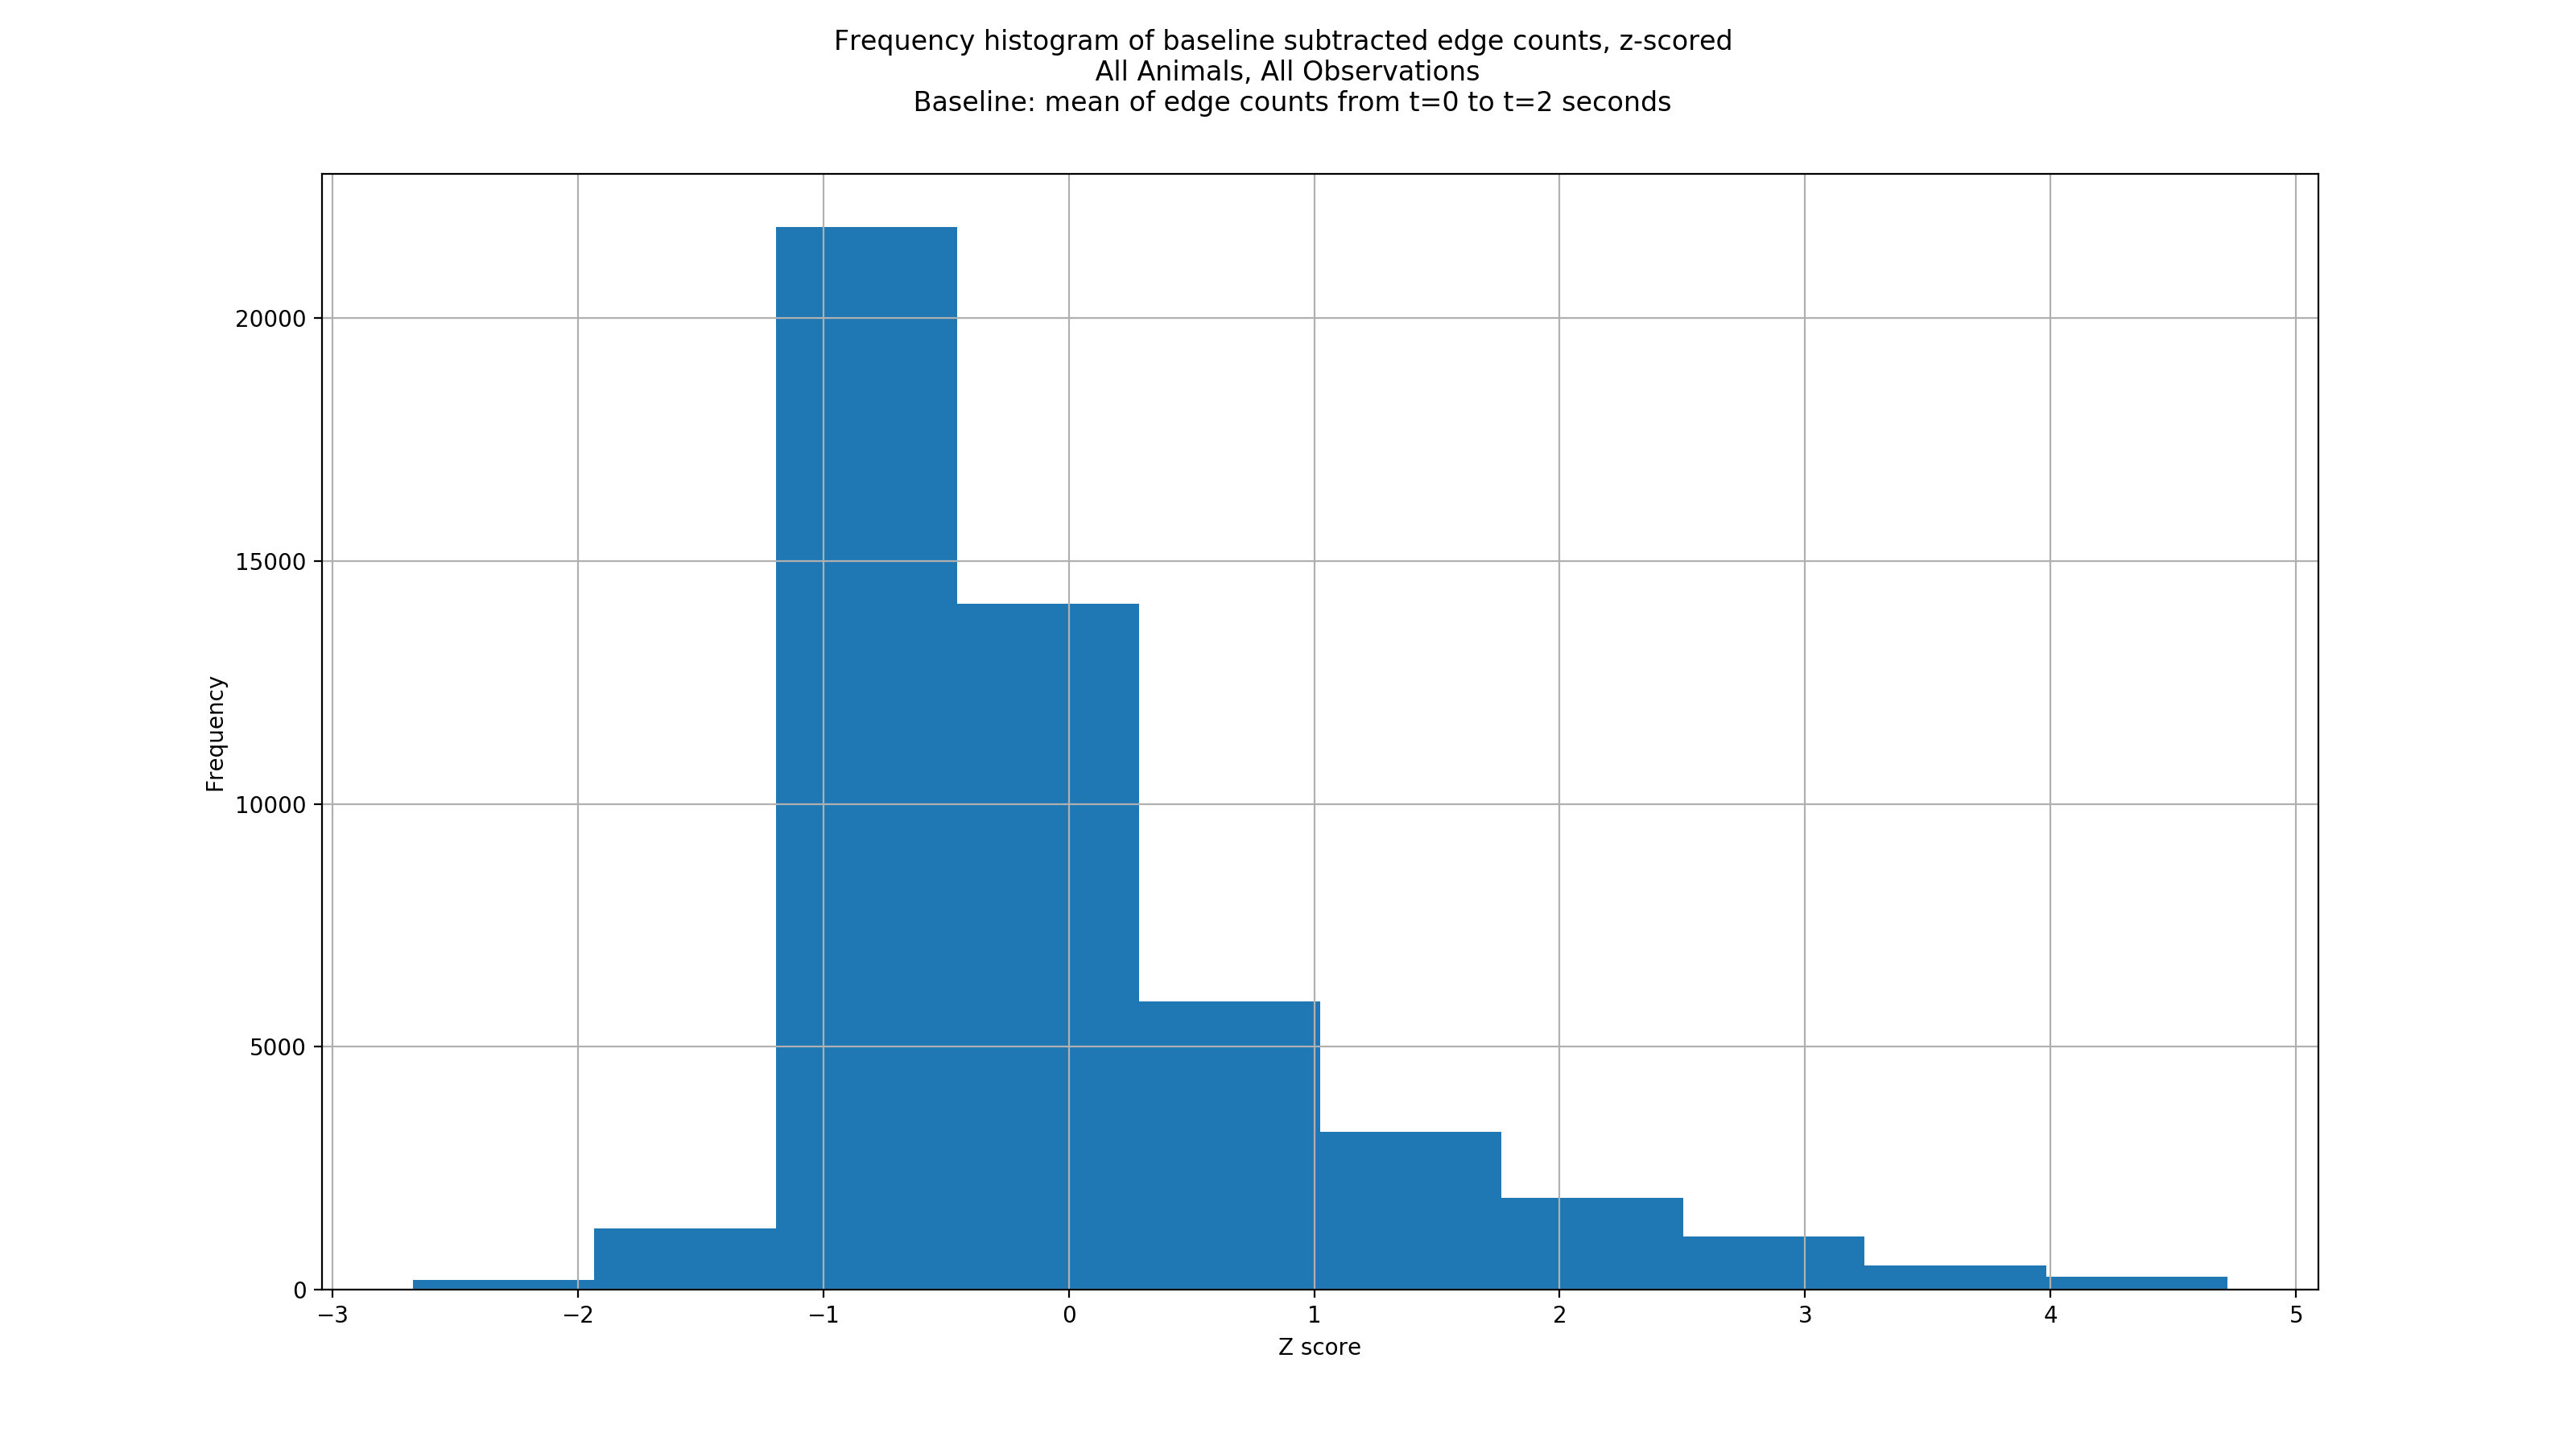 Frequency histogram of baseline subtracted edge counts, z-scored
All Animals, All Observations
Baseline: mean of edge counts from t=0 to t=2 seconds
20000
15000
10000
5000
0
Frequency
−3 −2 −1 0 1 2 3 4 5
Z score